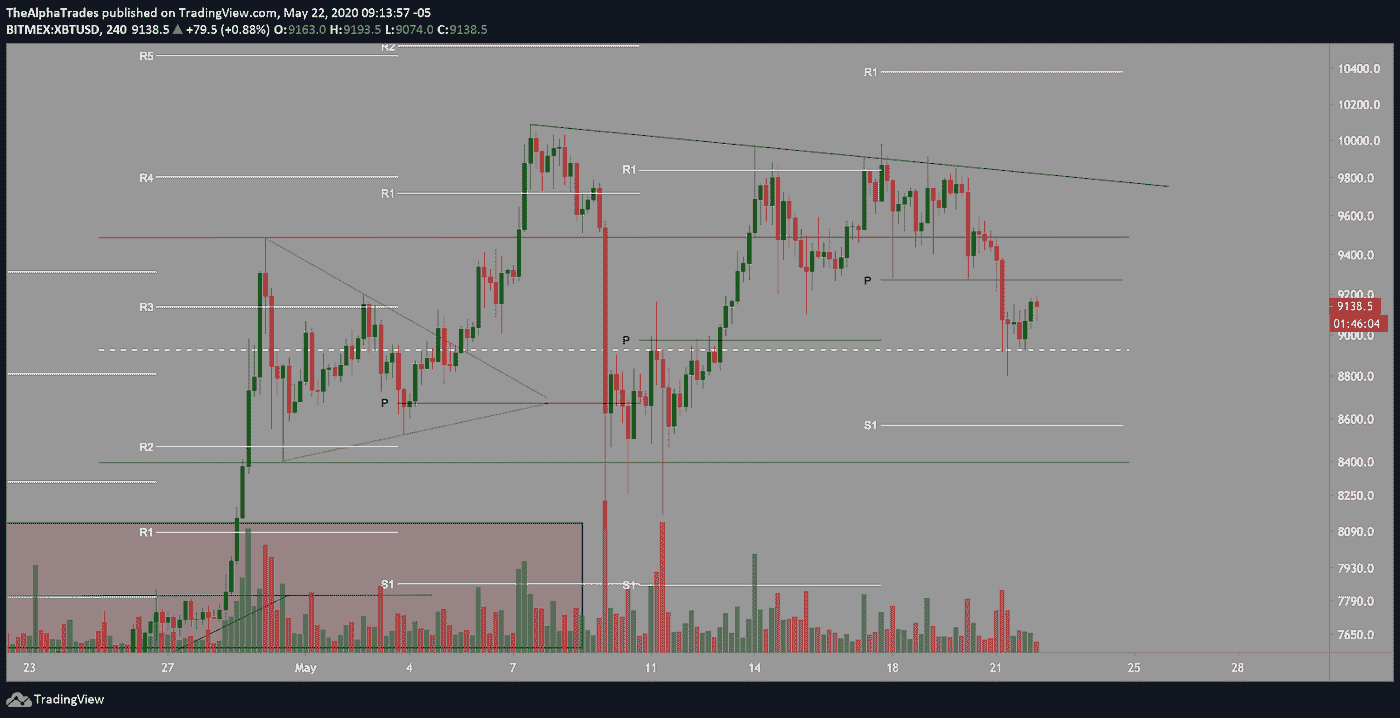 TheAlphaTrades published on TradingView.com, May 22, 2020 09:13:57 -05
BITMEX:XBTUSD, 240 9138.5 ▲ +79.5 (+0.88%) O:9163.0 H:9193.5 L:9074.0 C:9138.5
R2
R5
R1
10400.0
10200.0
10000.0
R1
R4
9800.0
R1
9600.0
9400.0
P
9200.0
R3
9138.5
01:46:04
9000.0
P
8800.0
P
8600.0
S1
R2
8400.0
8250.0
R1
8090.0
7930.0
S1
S1
7790.0
7650.0
23 27 May 4 7 11 14 18 21 25 28
TradingView